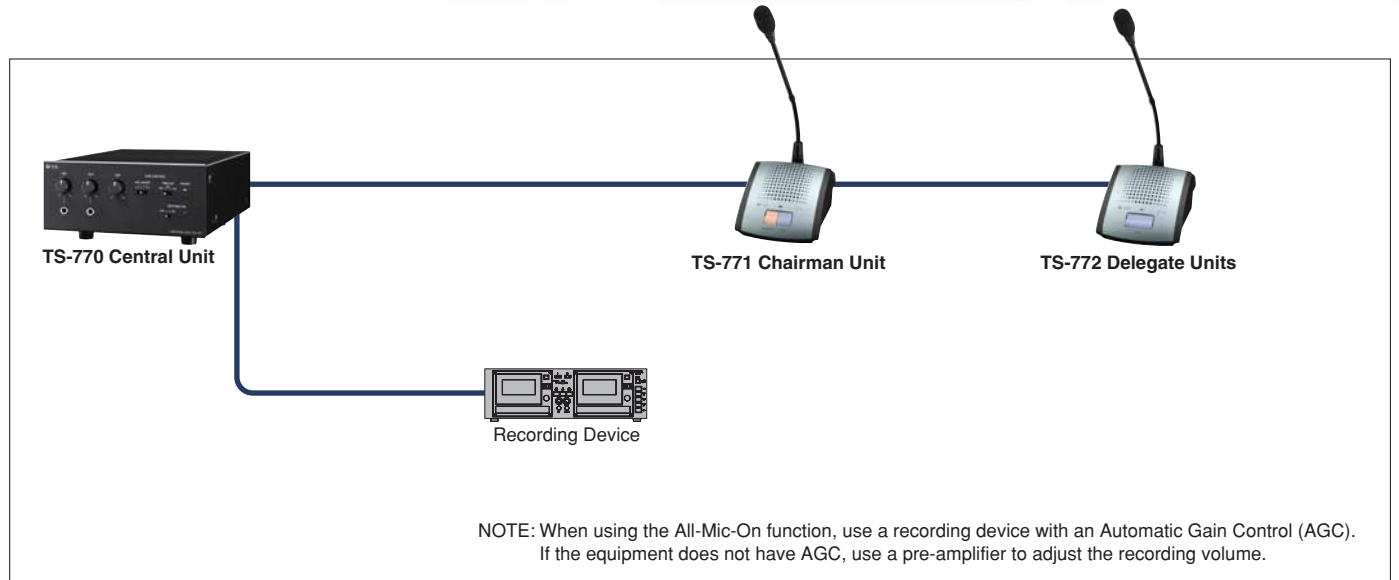 TS-770 Central Unit
TS-771 Chairman Unit
TS-772 Delegate Units
Recording Device
NOTE: When using the All-Mic-On function, use a recording device with an Automatic Gain Control (AGC).
If the equipment does not have AGC, use a pre-amplifier to adjust the recording volume.